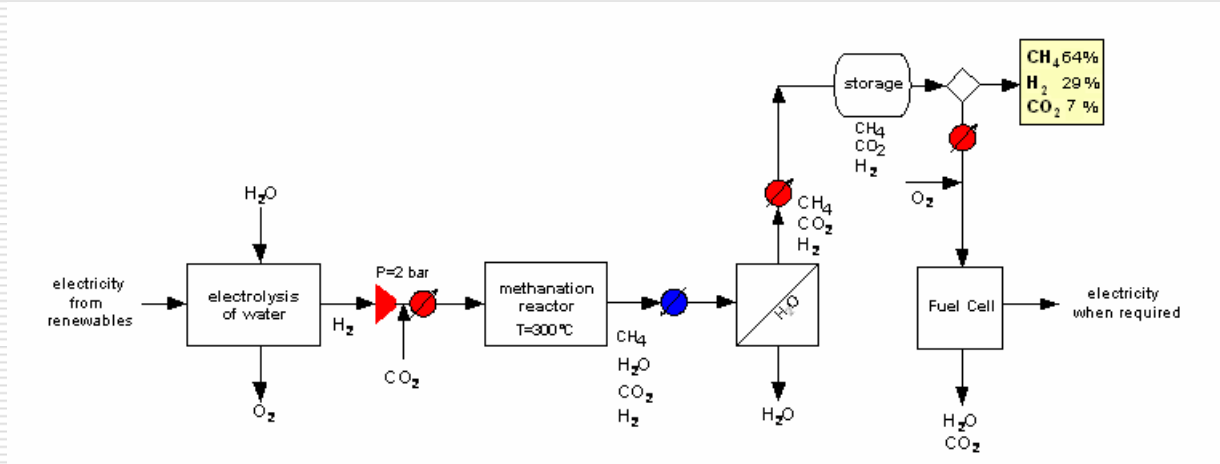 H₂O
electricity
from
renewables
electrolysis
of water
O₂
H₂
P=2 bar
CO₂
methanation
reactor
T=300°C
CH₄
H₂O
CO₂
H₂
H₂O
H₂O
CH₄
CO₂
H₂
storage
CH₄
CO₂
H₂
CH₄ 64%
H₂ 29%
CO₂ 7 %
O₂
Fuel Cell
electricity
when required
H₂O
CO₂